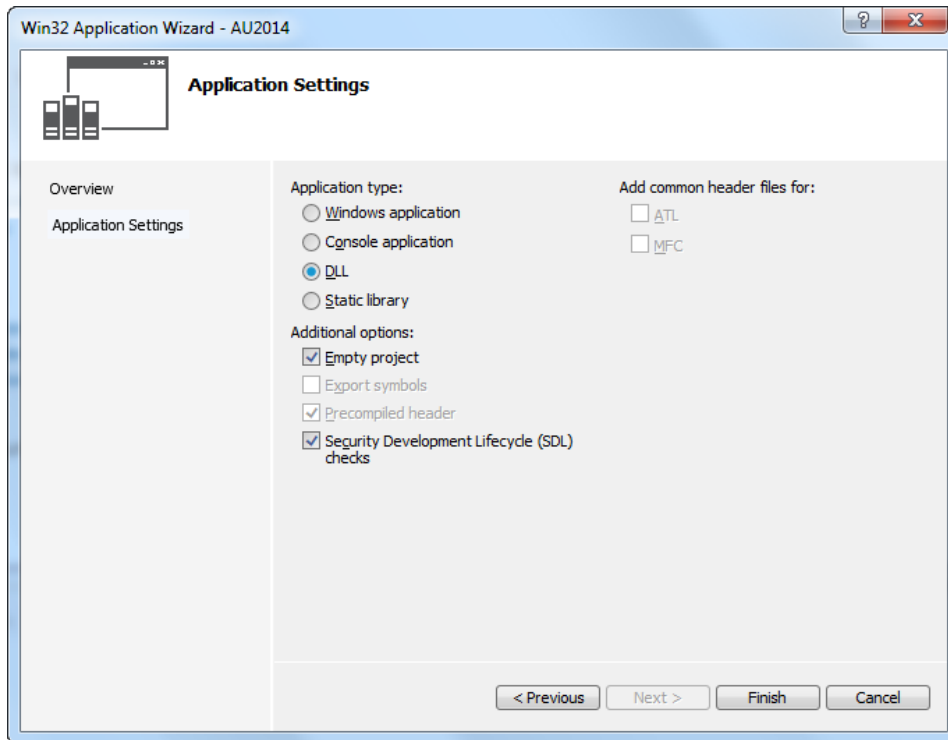 Win32 Application Wizard - AU2014
Application Settings
Overview
Application Settings
Application type:
Windows application
Console application
DLL
Static library
Additional options:
Empty project
Export symbols
Precompiled header
Security Development Lifecycle (SDL)
checks
Add common header files for:
ATL
MFC
< Previous
Next >
Finish
Cancel